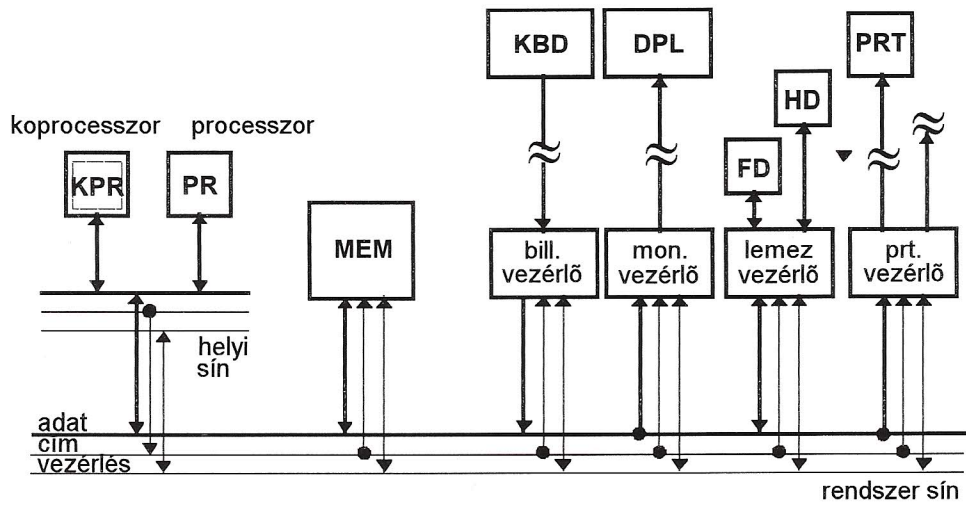 KBD
DPL
PRT
HD
koprocesszor
processzor
FD
KPR
PR
MEM
bill.
vezérlõ
mon.
vezérlõ
lemez
vezérlõ
prt.
vezérlõ
helyi
sín
adat
cím
vezérlés
rendszer sín